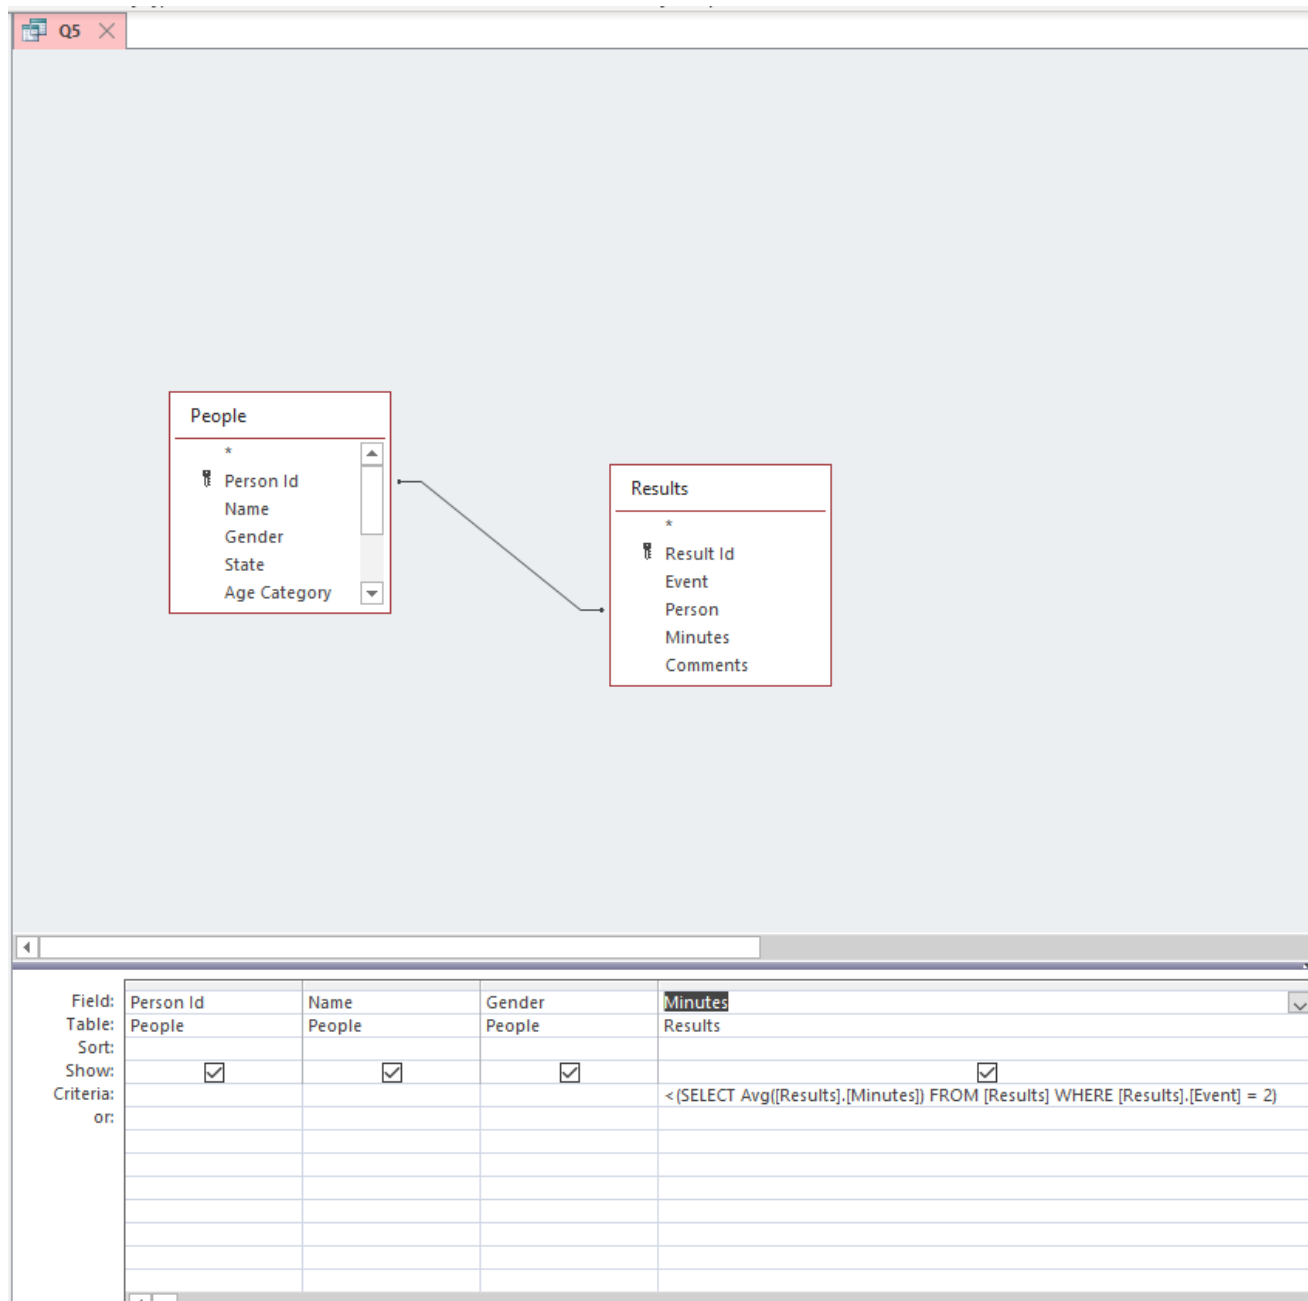 Q5
People
*
Person Id
Name
Gender
State
Age Category
Results
*
Result Id
Event
Person
Minutes
Comments
Field: Person Id Name Gender Minutes
Table: People People People Results
Sort:
Show:
Criteria: <(SELECT Avg([Results].[Minutes]) FROM [Results] WHERE [Results].[Event] = 2)
or: